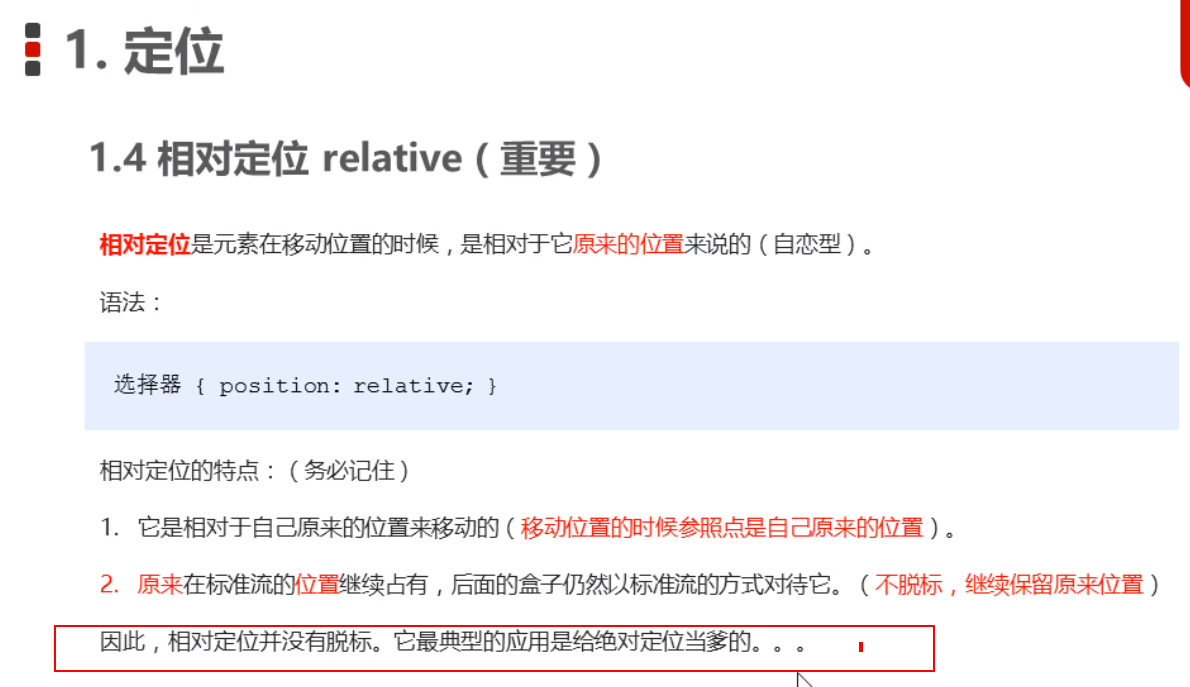 1. 定位
1.4 相对定位 relative（重要）
相对定位是元素在移动位置的时候，是相对于它原来的位置来说的（自恋型）。
语法：
选择器 { position: relative; }
相对定位的特点：（务必记住）
1. 它是相对于自己原来的位置来移动的（移动位置的时候参照点是自己原来的位置）。
2. 原来在标准流的位置继续占有，后面的盒子仍然以标准流的方式对待它。（不脱标，继续保留原来位置）
因此，相对定位并没有脱标。它最典型的应用是给绝对定位当爹的。。。